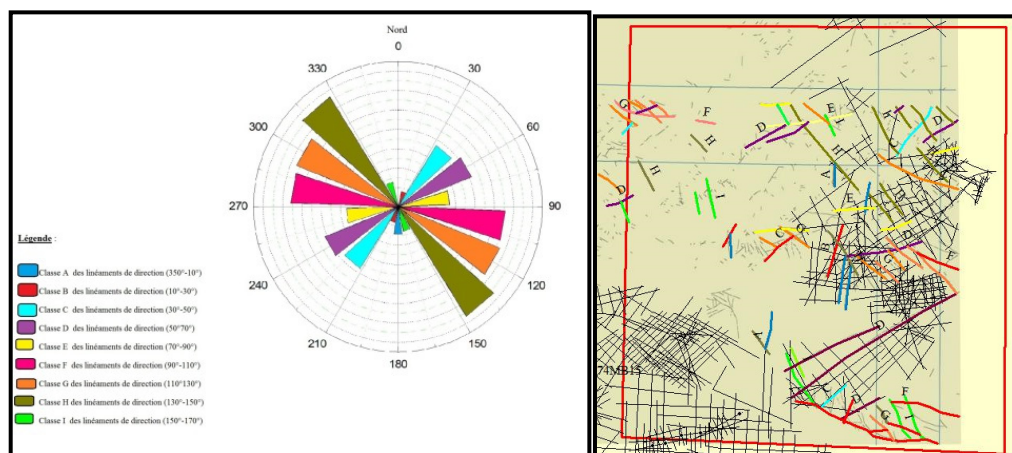 Nord
0
330
30
300
60
270
90
240
120
210
150
180
Légende :
Classe A des linéaments de direction (350°-10°)
Classe B des linéaments de direction (10°-30°)
Classe C des linéaments de direction (30°-50°)
Classe D des linéaments de direction (50°70°)
Classe E des linéaments de direction (70°-90°)
Classe F des linéaments de direction (90°-110°)
Classe G des linéaments de direction (110°130°)
Classe H des linéaments de direction (130°-150°)
Classe I des linéaments de direction (150°-170°)
G
F
D
E
I
D
H
H
H
A
D
I
E
C
D
G
F
74MB15
D
G
F
I